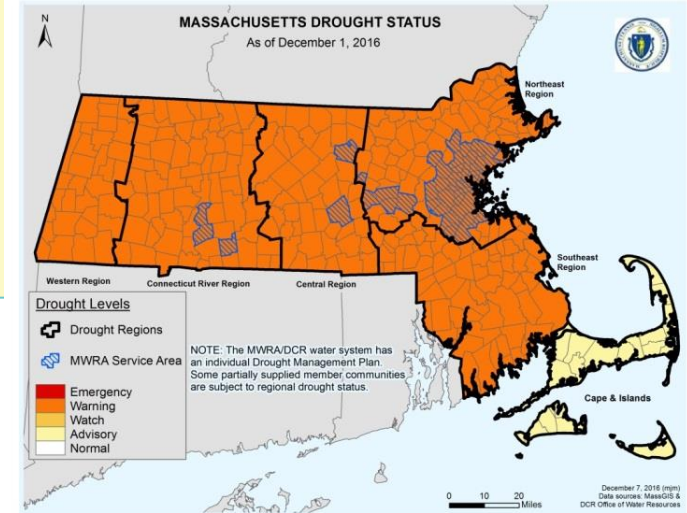 N
MASSACHUSETTS DROUGHT STATUS
As of December 1, 2016
Northeast
Region
Southeast
Region
Western Region
Connecticut River Region
Central Region
Cape & Islands
Drought Levels
Drought Regions
MWRA Service Area
Emergency
Warning
Watch
Advisory
Normal
NOTE: The MWRA/DCR water system has
an individual Drought Management Plan.
Some partially supplied member communities
are subject to regional drought status.
0 10 20
Miles
December 7, 2016 (mjm)
Data sources: MassGIS &
DCR Office of Water Resources